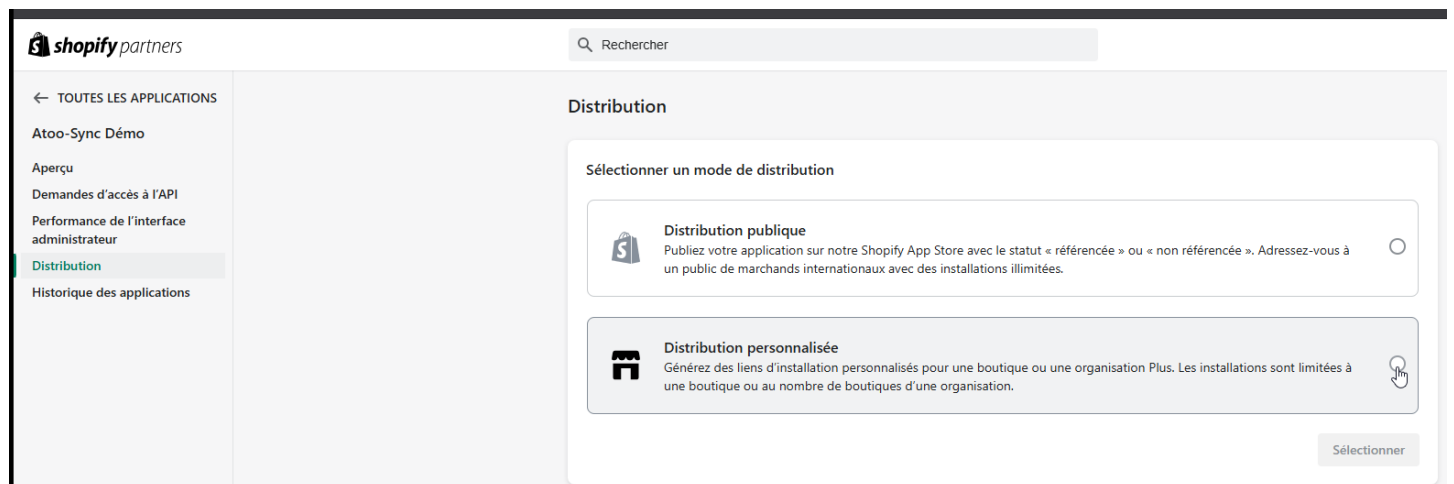 shopify partners
Rechercher
TOUTES LES APPLICATIONS
Atoo-Sync Démo
Aperçu
Demandes d'accès à l'API
Performance de l'interface
administrateur
Distribution
Historique des applications
Distribution
Sélectionner un mode de distribution
Distribution publique
Publiez votre application sur notre Shopify App Store avec le statut « référencée » ou « non référencée ». Adressez-vous à
un public de marchands internationaux avec des installations illimitées.
Distribution personnalisée
Générez des liens d'installation personnalisés pour une boutique ou une organisation Plus. Les installations sont limitées à
une boutique ou au nombre de boutiques d'une organisation.
Sélectionner